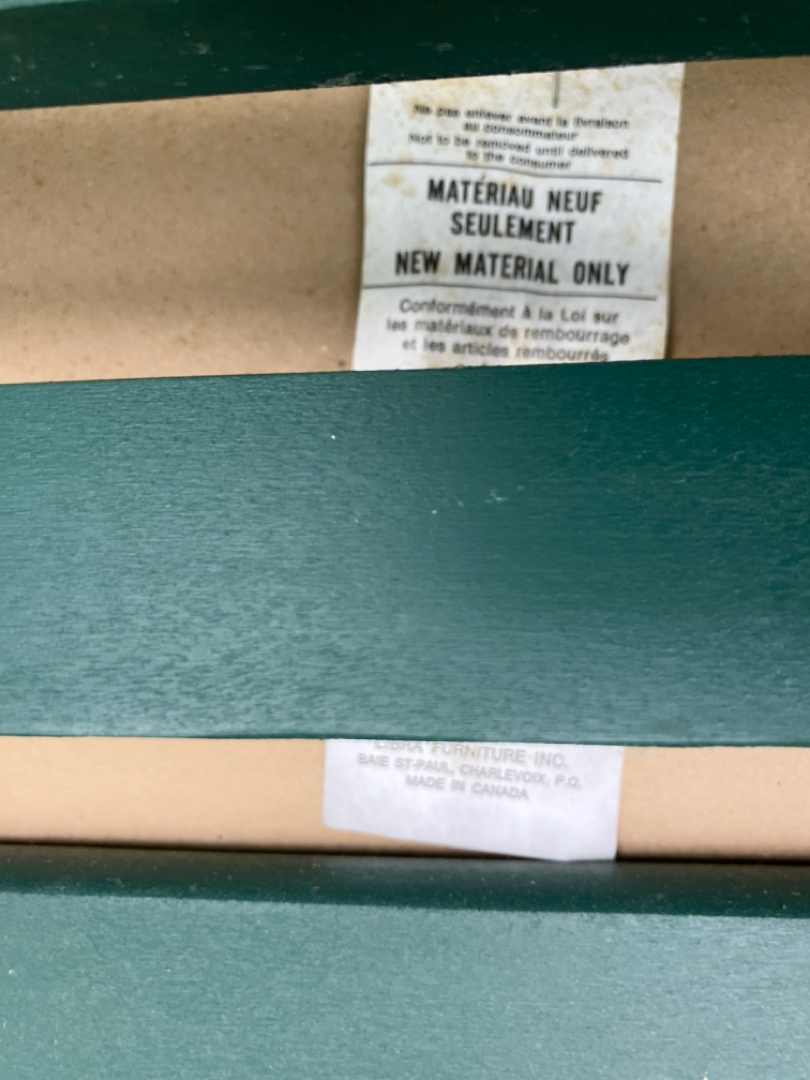 Ne pas enlever avant la livraison
au consommateur
Not to be removed until delivered
to the consumer
MATÉRIAU NEUF
SEULEMENT
NEW MATERIAL ONLY
Conformément à la Loi sur
les matériaux de rembourrage
et les articles rembourrés
LIBRA FURNITURE INC.
BAIE ST-PAUL, CHARLEVOIX, P.Q.
MADE IN CANADA